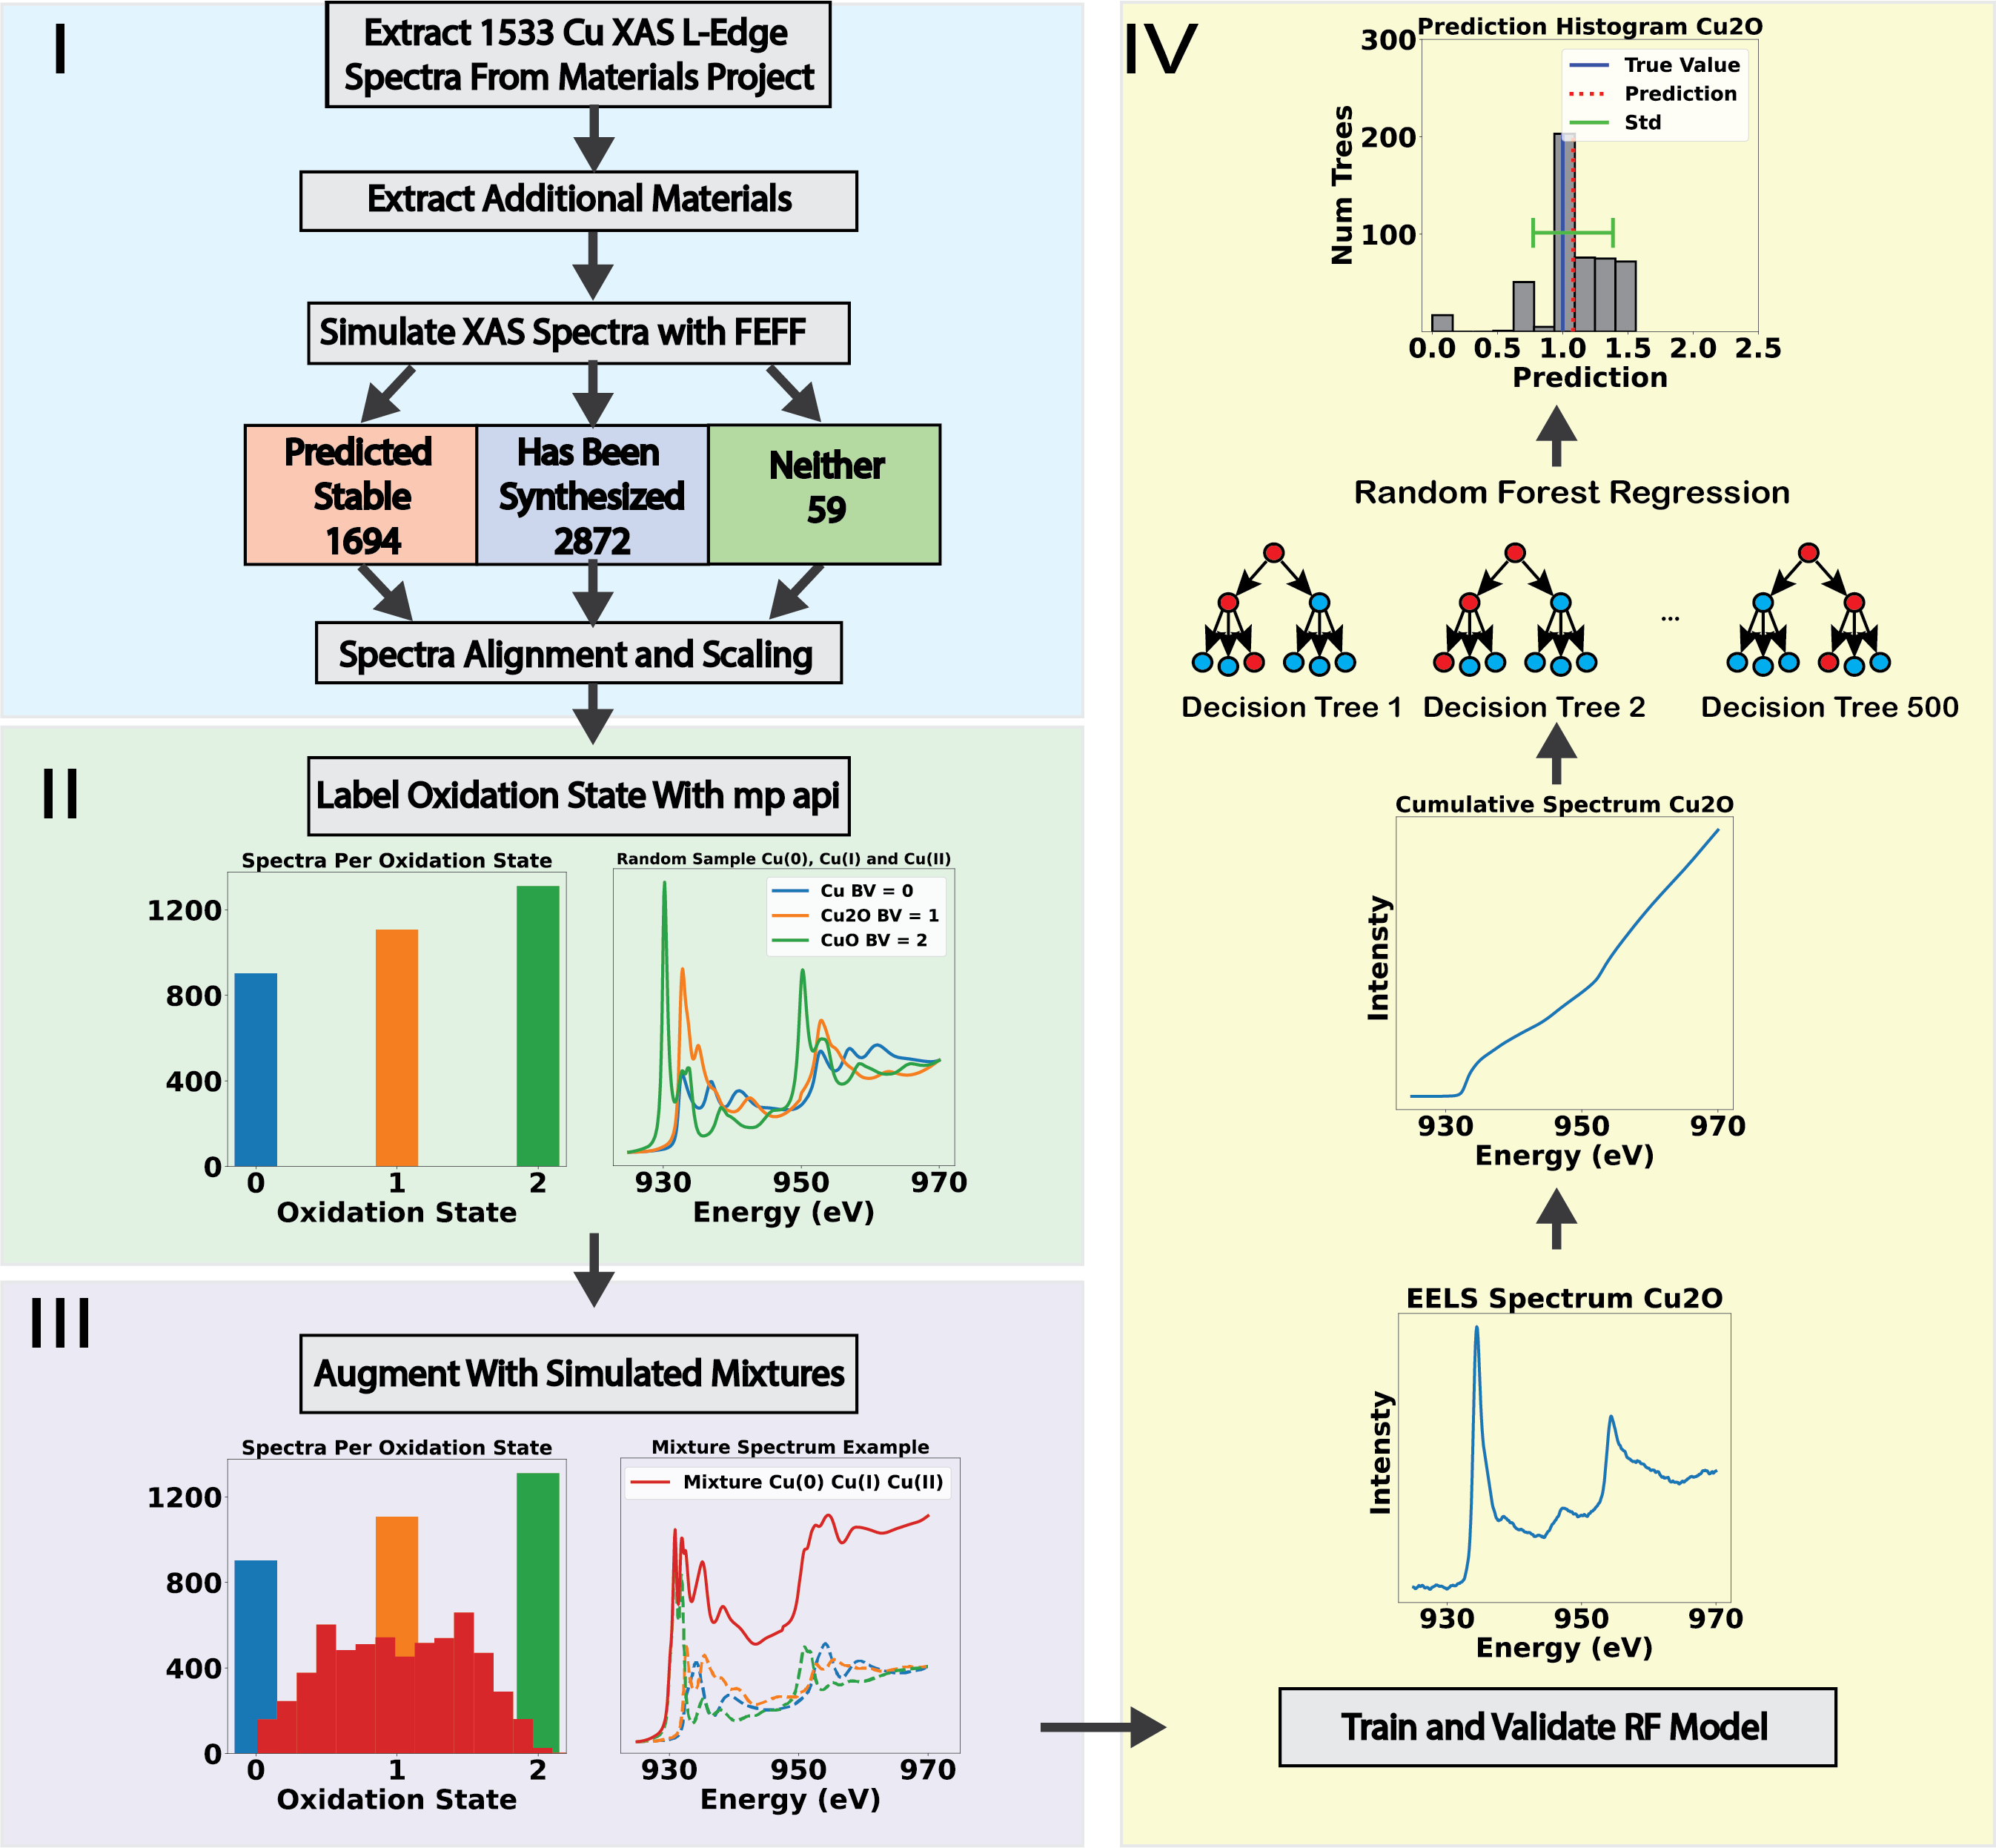 I
Extract 1533 Cu XAS L-Edge
Spectra From Materials Project
Extract Additional Materials
Simulate XAS Spectra with FEFF
Predicted
Stable
1694
Has Been
Synthesized
2872
Neither
59
Spectra Alignment and Scaling
II
Label Oxidation State With mp api
Spectra Per Oxidation State
1200
800
400
0
0 1 2
Oxidation State
Random Sample Cu(0), Cu(I) and Cu(II)
Cu BV = 0
Cu2O BV = 1
CuO BV = 2
930 950 970
Energy (eV)
III
Augment With Simulated Mixtures
Spectra Per Oxidation State
1200
800
400
0
0 1 2
Oxidation State
Mixture Spectrum Example
Mixture Cu(0) Cu(I) Cu(II)
930 950 970
Energy (eV)
IV
Prediction Histogram Cu2O
300
200
100
Num Trees
True Value
Prediction
Std
0.0 0.5 1.0 1.5 2.0 2.5
Prediction
Random Forest Regression
...
Decision Tree 1 Decision Tree 2 Decision Tree 500
Cumulative Spectrum Cu2O
Intensty
930 950 970
Energy (eV)
EELS Spectrum Cu2O
Intensty
930 950 970
Energy (eV)
Train and Validate RF Model